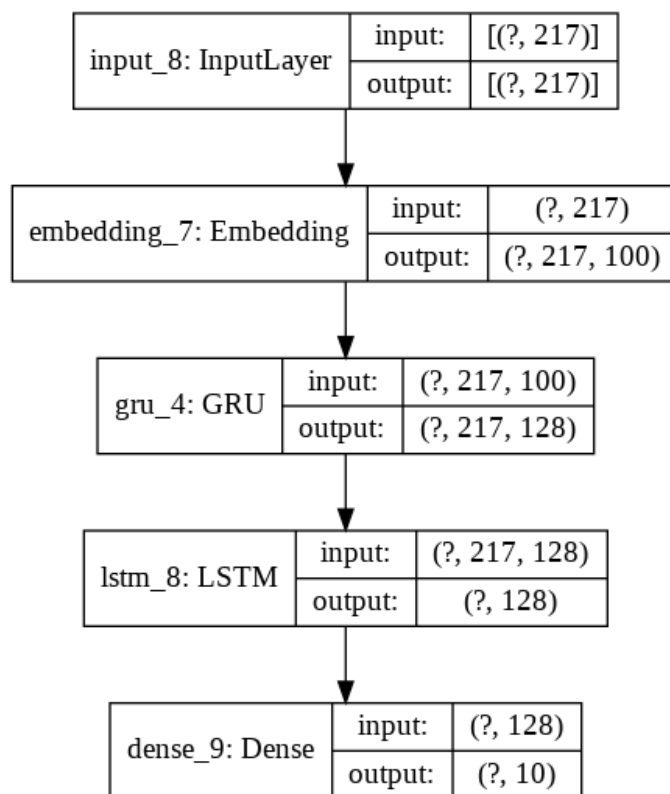 input_8: InputLayer
input: [(?, 217)]
output: [(?, 217)]
embedding_7: Embedding
input: (?, 217)
output: (?, 217, 100)
gru_4: GRU
input: (?, 217, 100)
output: (?, 217, 128)
lstm_8: LSTM
input: (?, 217, 128)
output: (?, 128)
dense_9: Dense
input: (?, 128)
output: (?, 10)